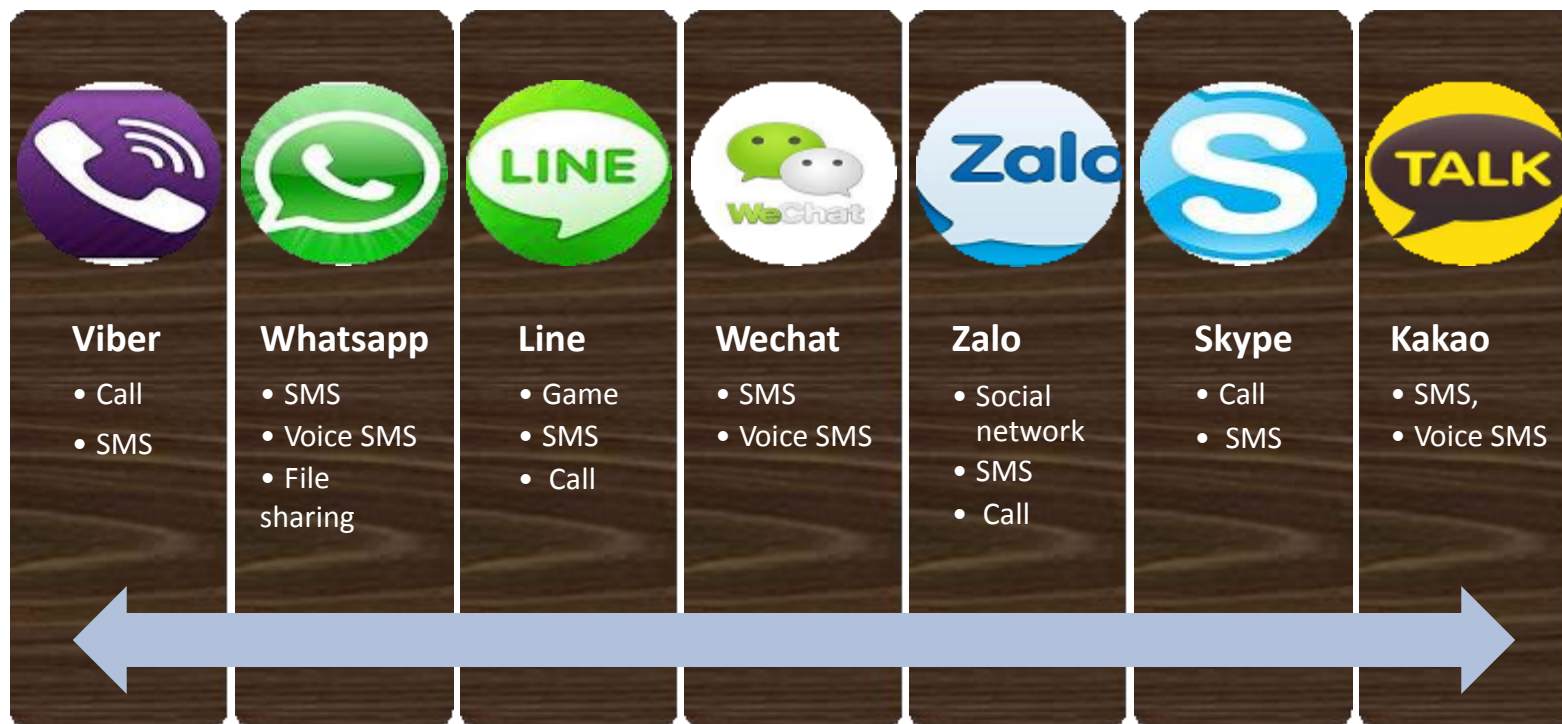 LINE
WeChat
Zalo
S
TALK
Viber
• Call
• SMS
Whatsapp
• SMS
• Voice SMS
• File
sharing
Line
• Game
• SMS
• Call
Wechat
• SMS
• Voice SMS
Zalo
• Social
network
• SMS
• Call
Skype
• Call
• SMS
Kakao
• SMS,
• Voice SMS